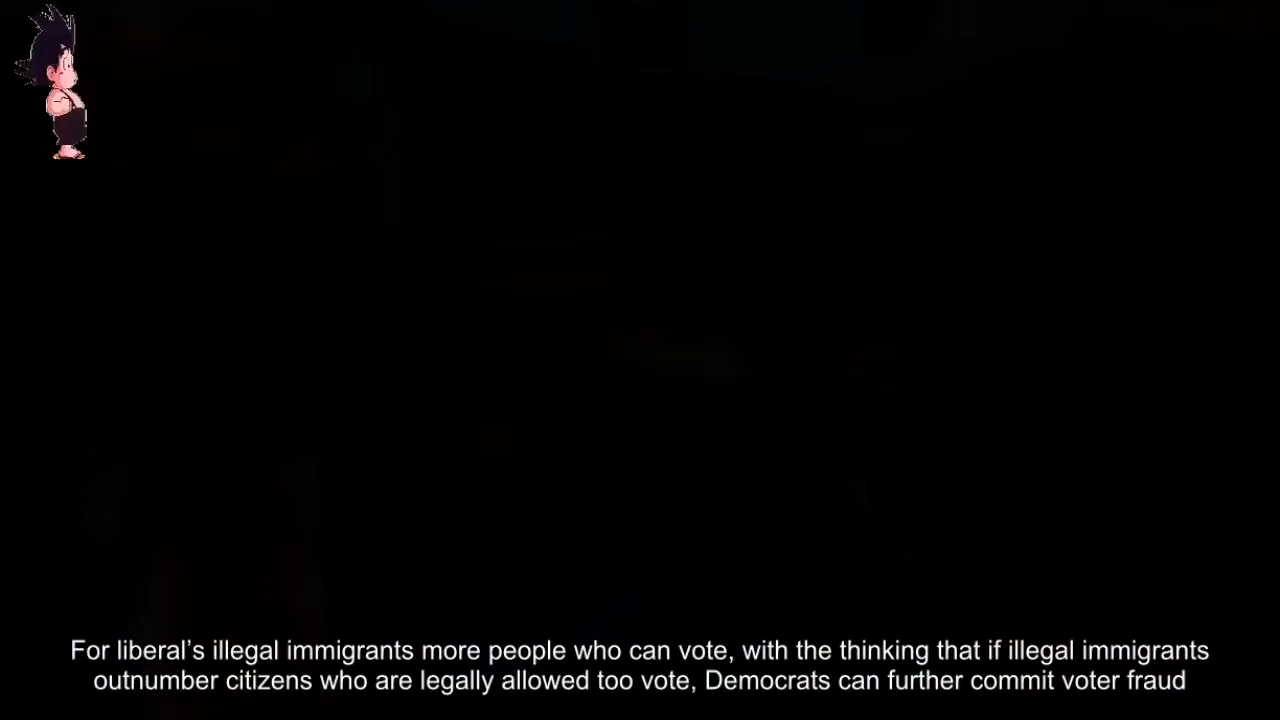 For liberal’s illegal immigrants more people who can vote, with the thinking that if illegal immigrants
outnumber citizens who are legally allowed too vote, Democrats can further commit voter fraud